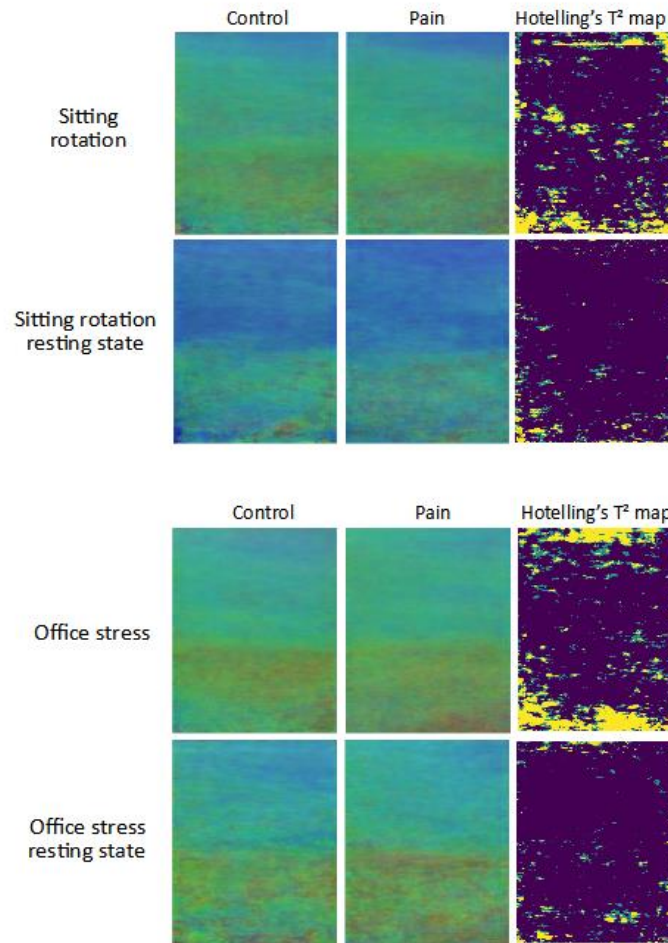 Control Pain Hotelling's T² map
Sitting
rotation
Sitting rotation
resting state
Control Pain Hotelling's T² map
Office stress
Office stress
resting state